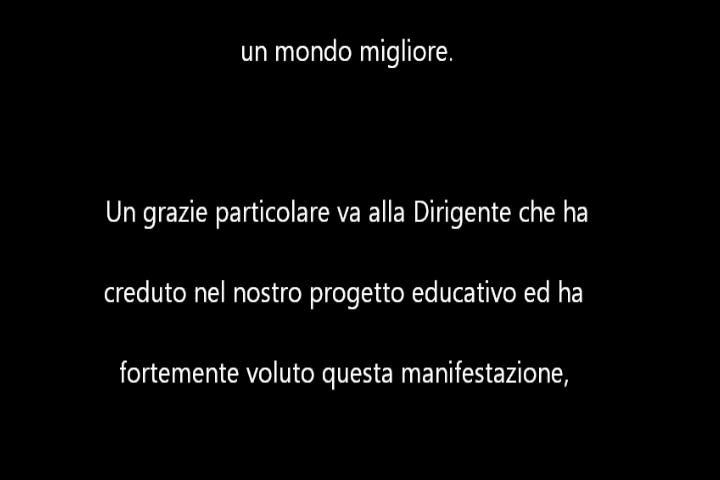 un mondo migliore.
Un grazie particolare va alla Dirigente che ha
creduto nel nostro progetto educativo ed ha
fortemente voluto questa manifestazione,